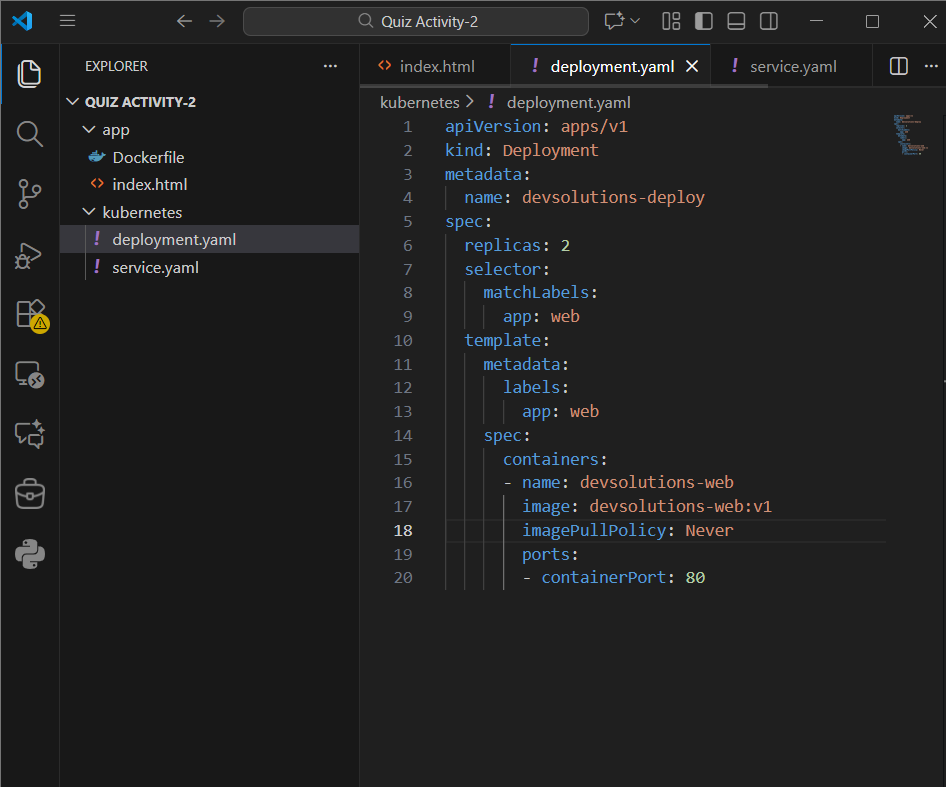 Quiz Activity-2
EXPLORER
QUIZ ACTIVITY-2
app
Dockerfile
index.html
kubernetes
deployment.yaml
service.yaml
index.html
deployment.yaml
service.yaml
kubernetes > ! deployment.yaml
1 apiVersion: apps/v1
2 kind: Deployment
3 metadata:
4 name: devsolutions-deploy
5 spec:
6 replicas: 2
7 selector:
8 matchLabels:
9 app: web
10 template:
11 metadata:
12 labels:
13 app: web
14 spec:
15 containers:
16 - name: devsolutions-web
17 image: devsolutions-web:v1
18 imagePullPolicy: Never
19 ports:
20 - containerPort: 80